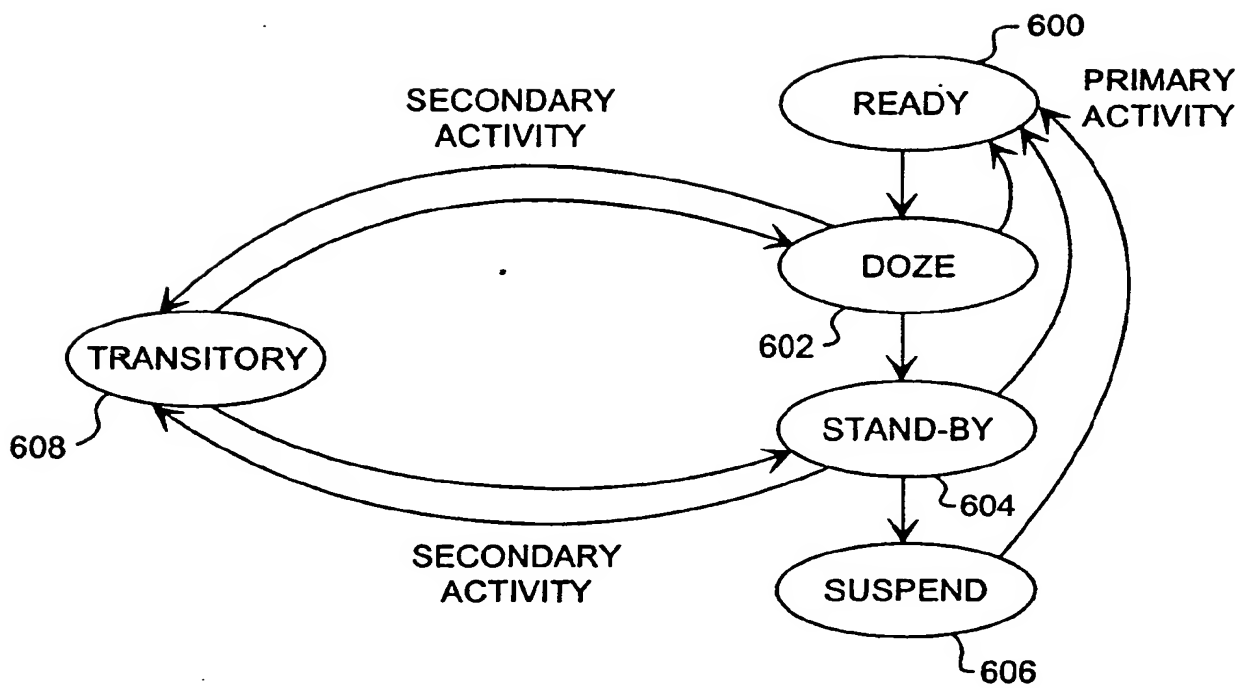 600
PRIMARY
ACTIVITY
READY
SECONDARY
ACTIVITY
DOZE
602
TRANSITORY
608
STAND-BY
604
SECONDARY
ACTIVITY
SUSPEND
606